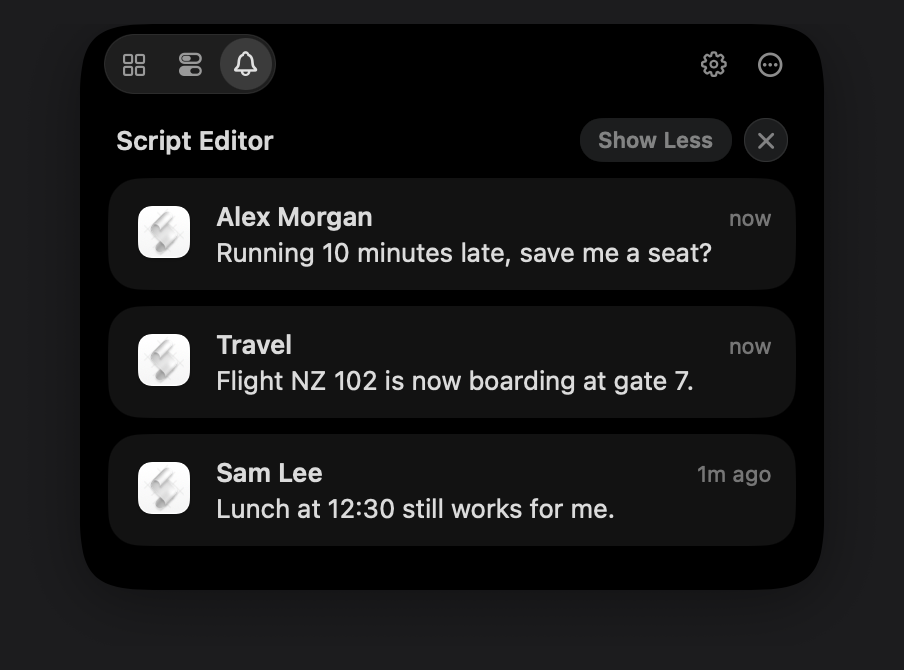 Script Editor
Show Less
Alex Morgan
now
Running 10 minutes late, save me a seat?
Travel
now
Flight NZ 102 is now boarding at gate 7.
Sam Lee
1m ago
Lunch at 12:30 still works for me.